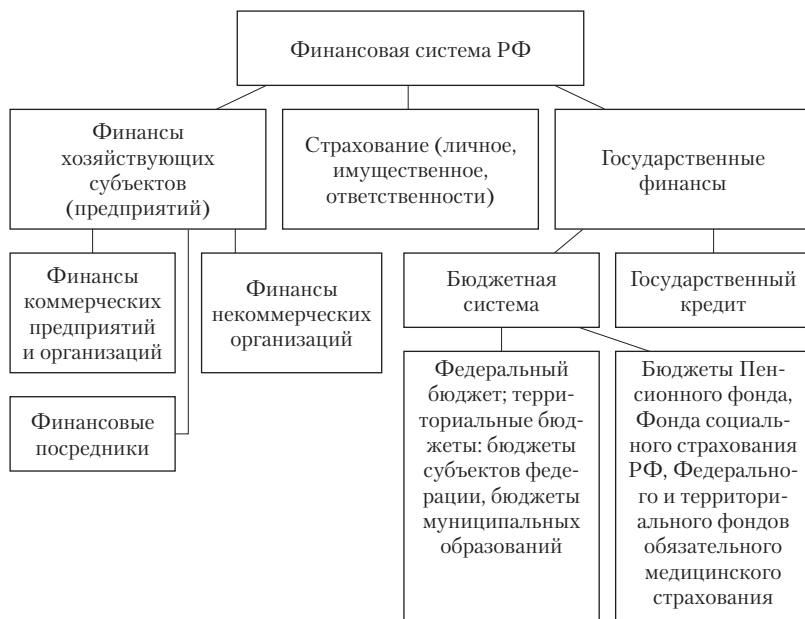 Финансовая система РФ
Финансы
хозяйствующих
субъектов
(предприятий)
Страхование (личное,
имущественное,
ответственности)
Государственные
финансы
Финансы
коммерческих
предприятий
и организаций
Финансы
некоммерческих
организаций
Бюджетная
система
Государственный
кредит
Финансовые
посредники
Федеральный
бюджет; терри-
ториальные бюд-
жеты: бюджеты
субъектов феде-
рации, бюджеты
муниципальных
образований
Бюджеты Пен-
сионного фонда,
Фонда социаль-
ного страхования
РФ, Федерально-
го и территори-
ального фондов
обязательного
медицинского
страхования